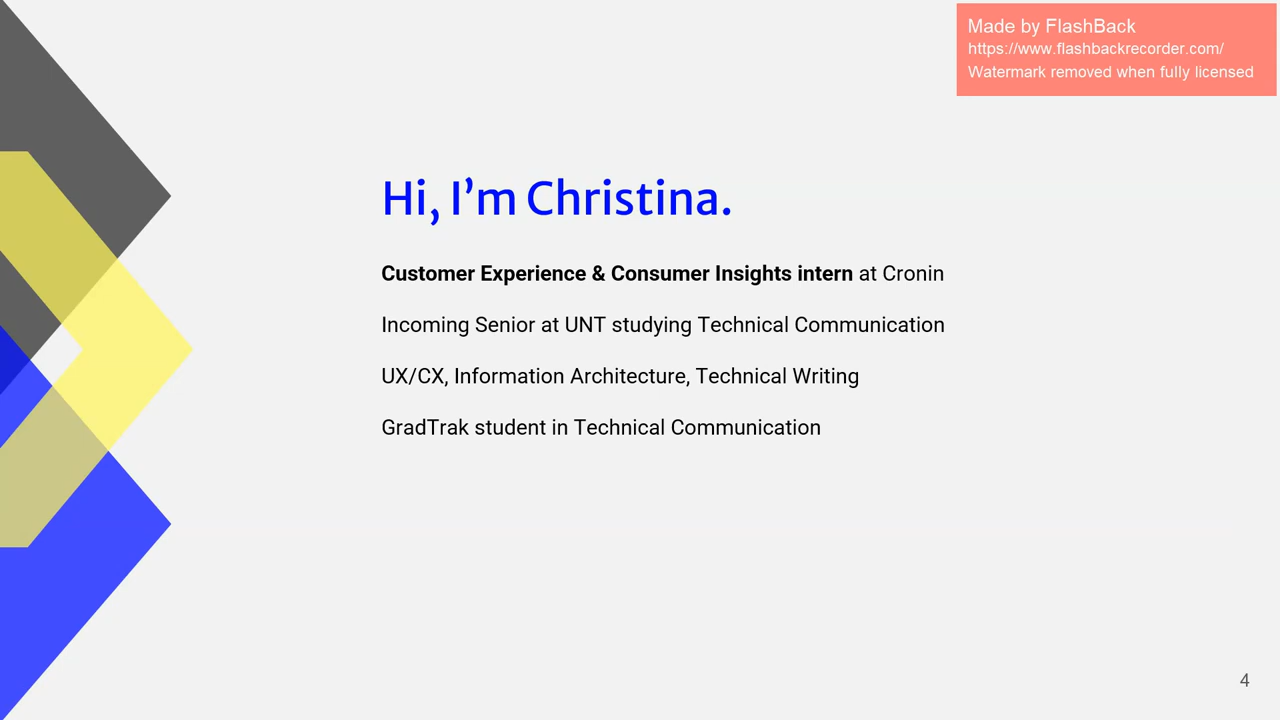 Made by FlashBack
https://www.flashbackrecorder.com/
Watermark removed when fully licensed
Hi, I’m Christina.
Customer Experience & Consumer Insights intern at Cronin
Incoming Senior at UNT studying Technical Communication
UX/CX, Information Architecture, Technical Writing
GradTrak student in Technical Communication
4